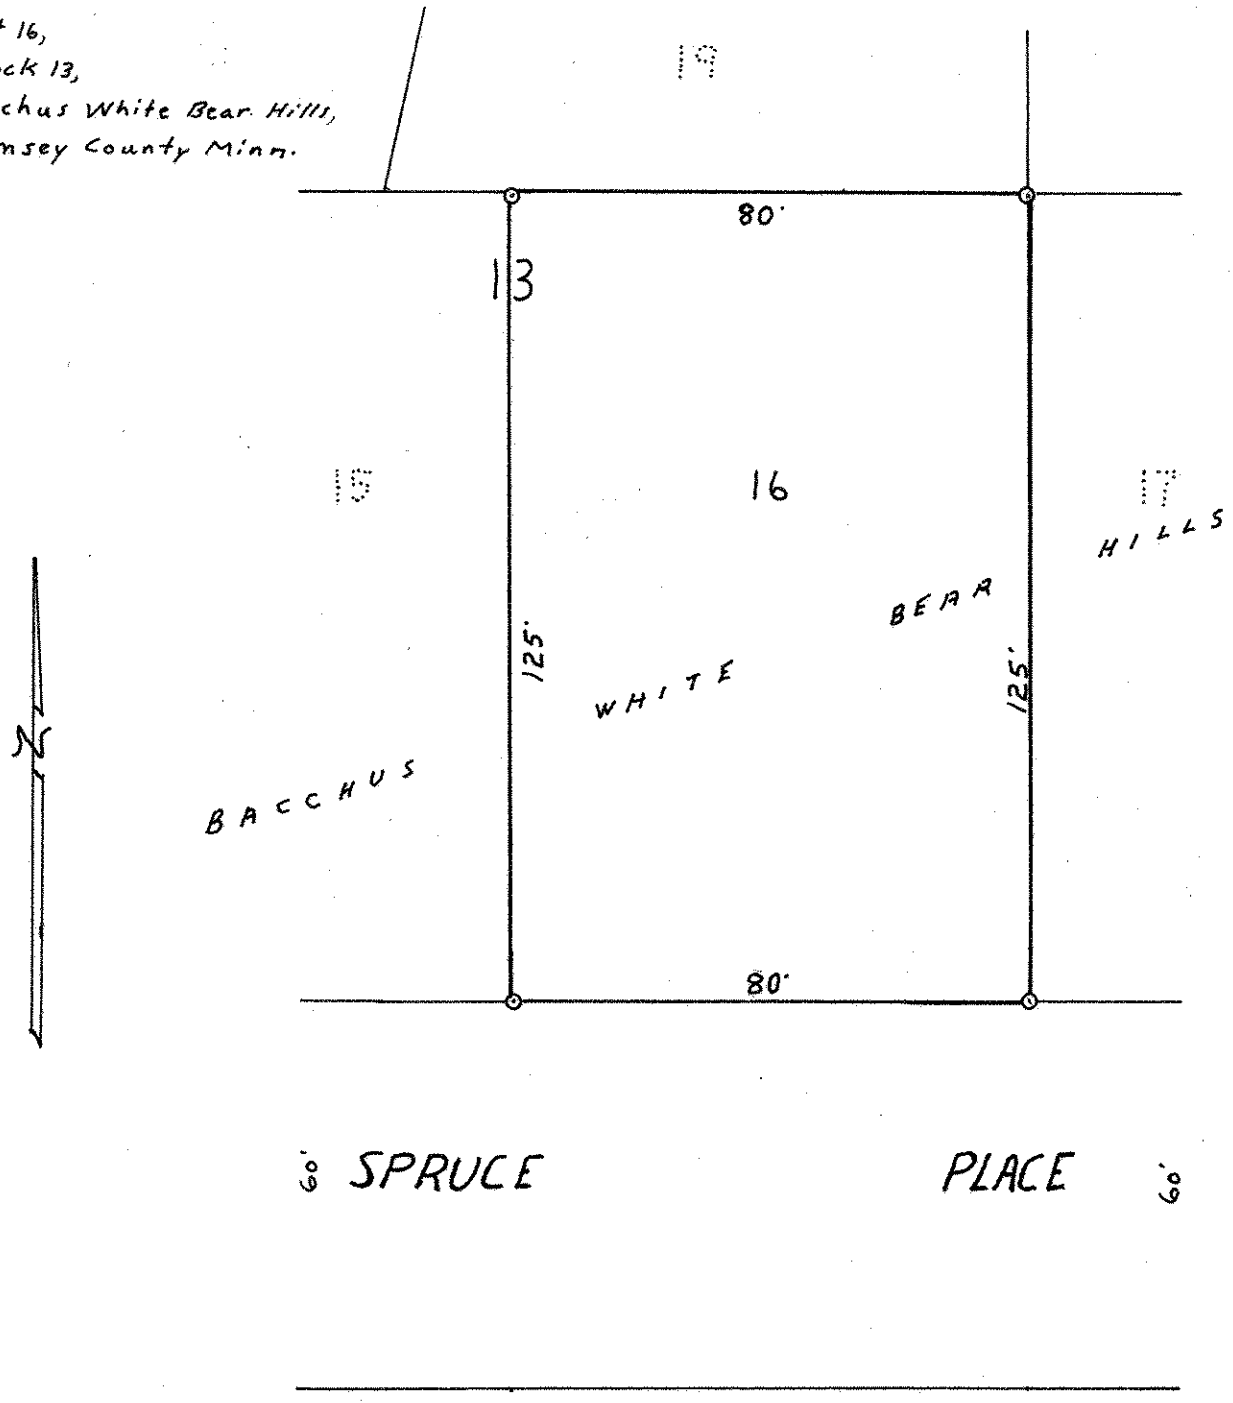 t 16,
ock 13,
chus White Bear Hills,
msey County Minn.
19
80'
13
15
16
17
HILLS
BEAR
125'
125'
WHITE
BACCHUS
N
80'
60' SPRUCE PLACE 60'